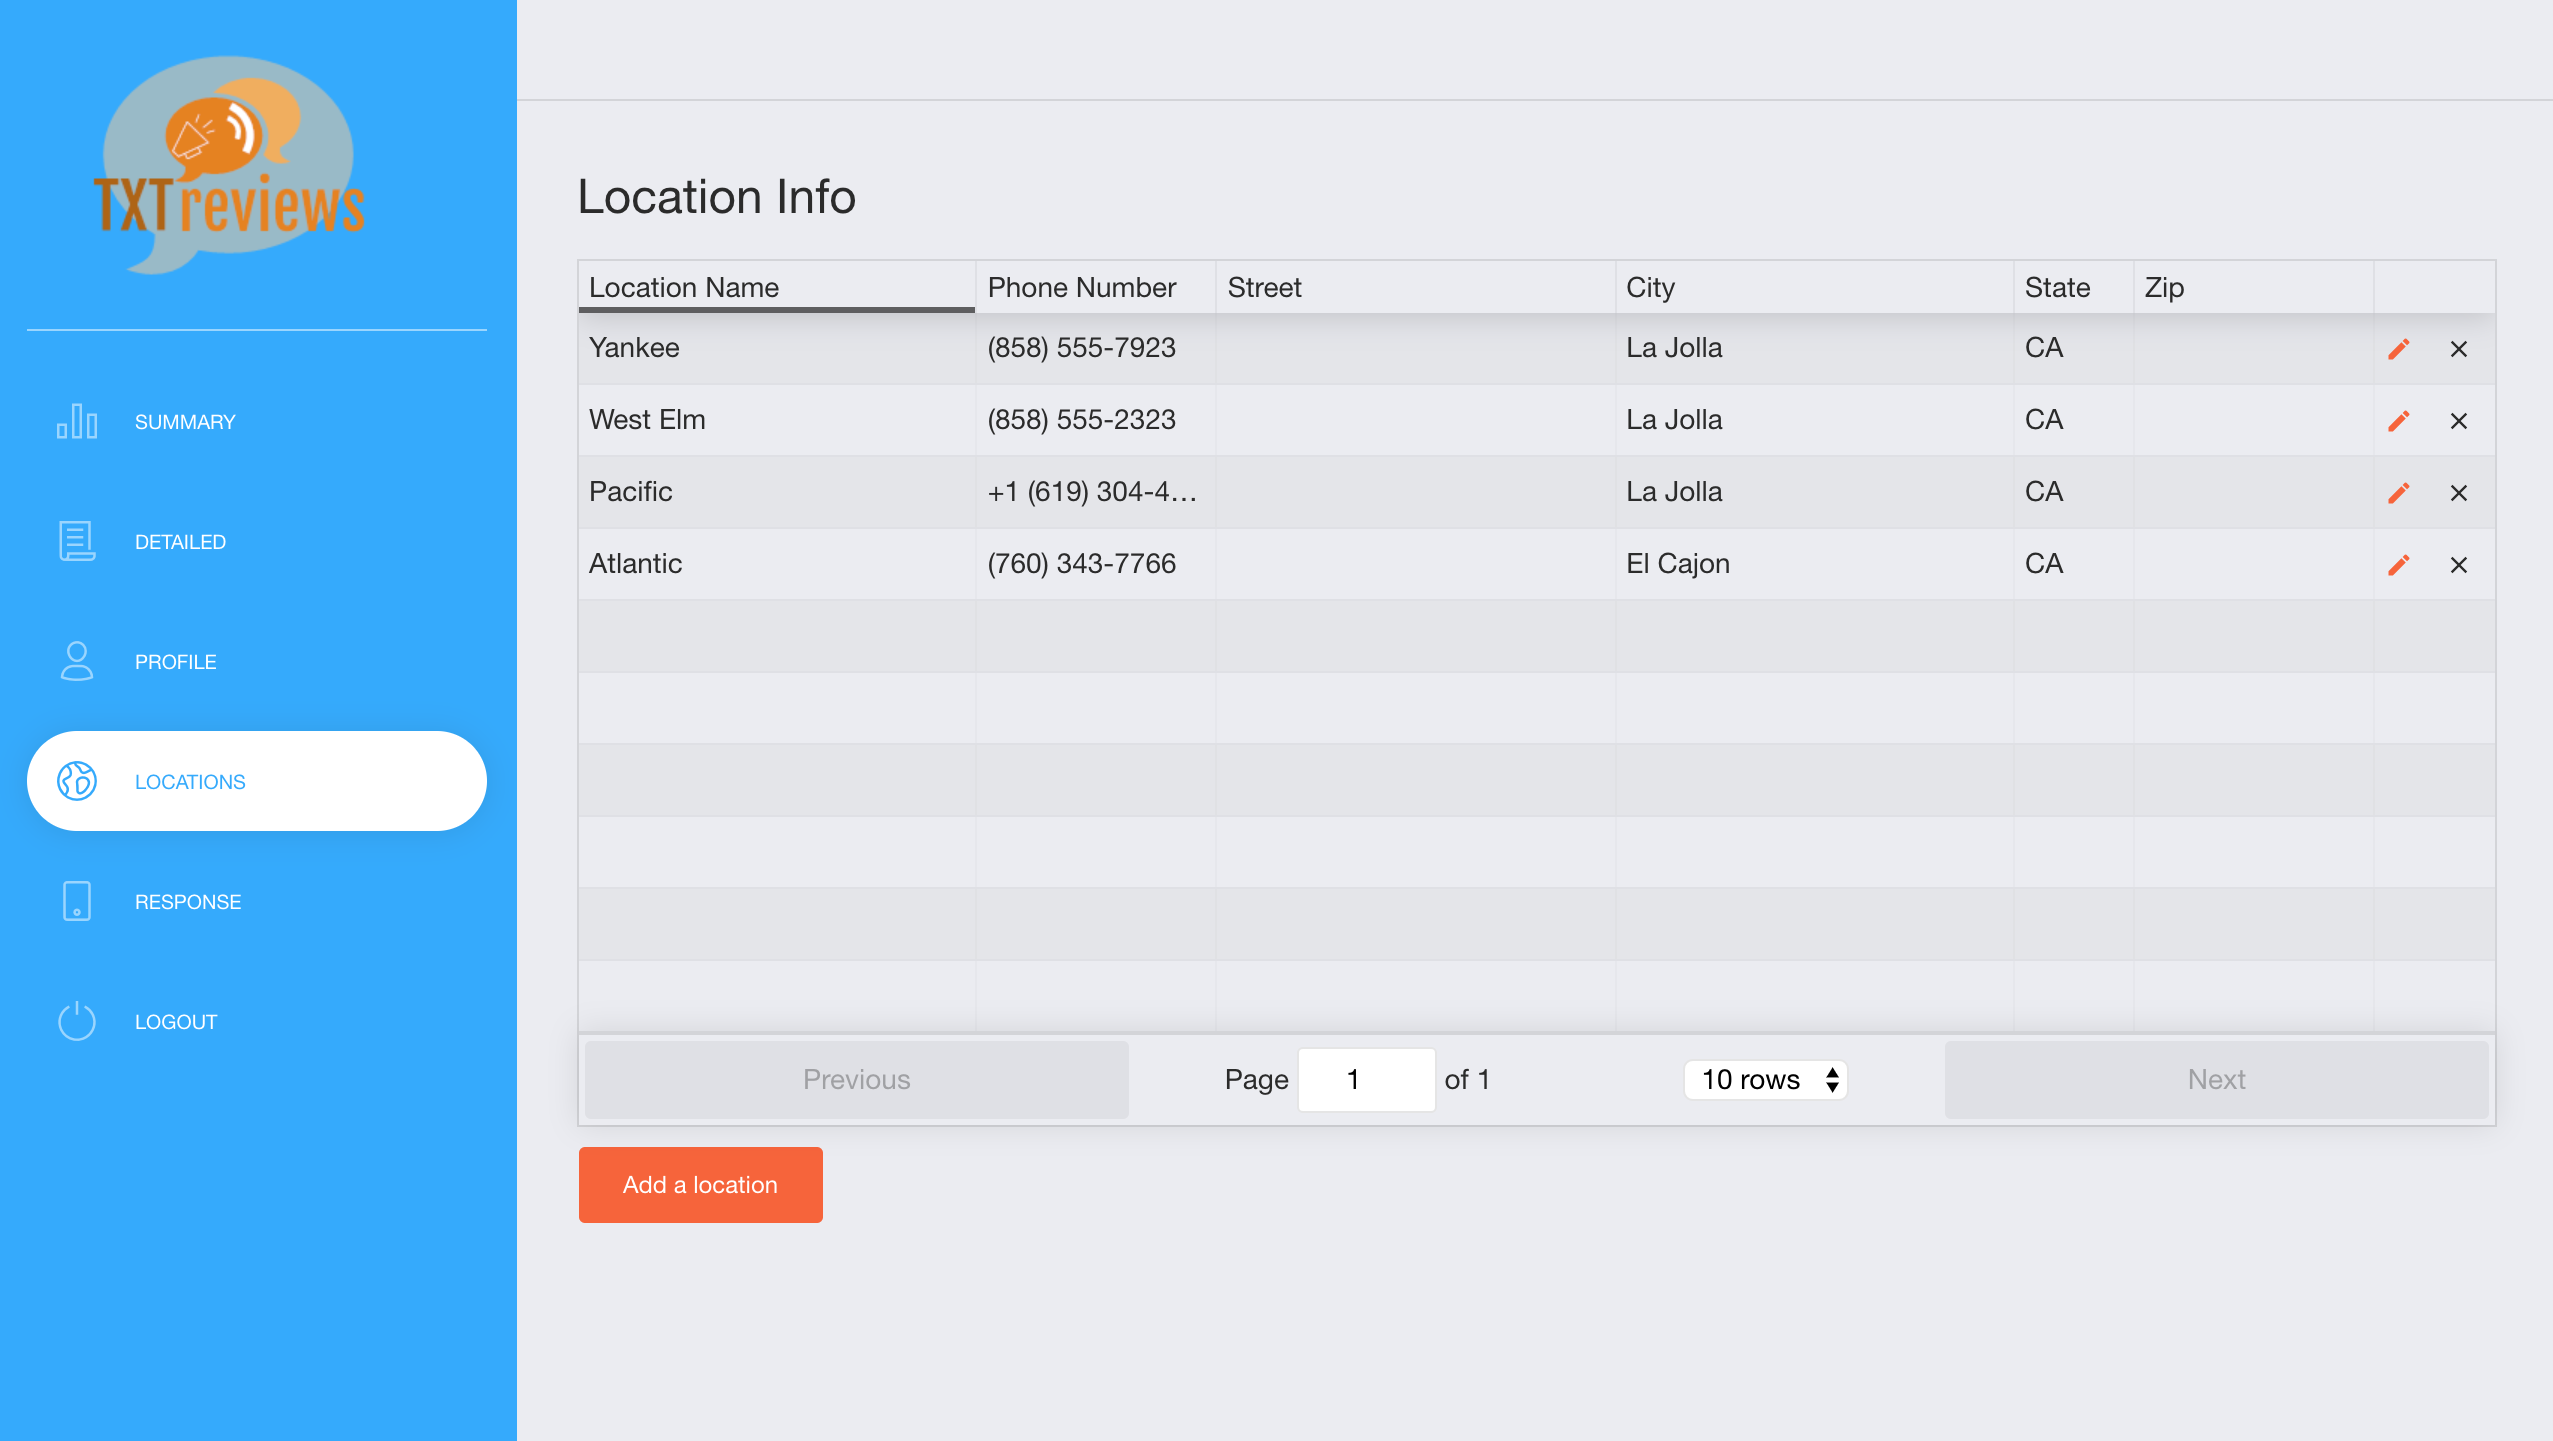 TXTreviews
SUMMARY
DETAILED
PROFILE
LOCATIONS
RESPONSE
LOGOUT
Location Info
Location Name Phone Number Street City State Zip
Yankee (858) 555-7923 La Jolla CA
West Elm (858) 555-2323 La Jolla CA
Pacific +1 (619) 304-4... La Jolla CA
Atlantic (760) 343-7766 El Cajon CA
Previous Page 1 of 1 10 rows Next
Add a location